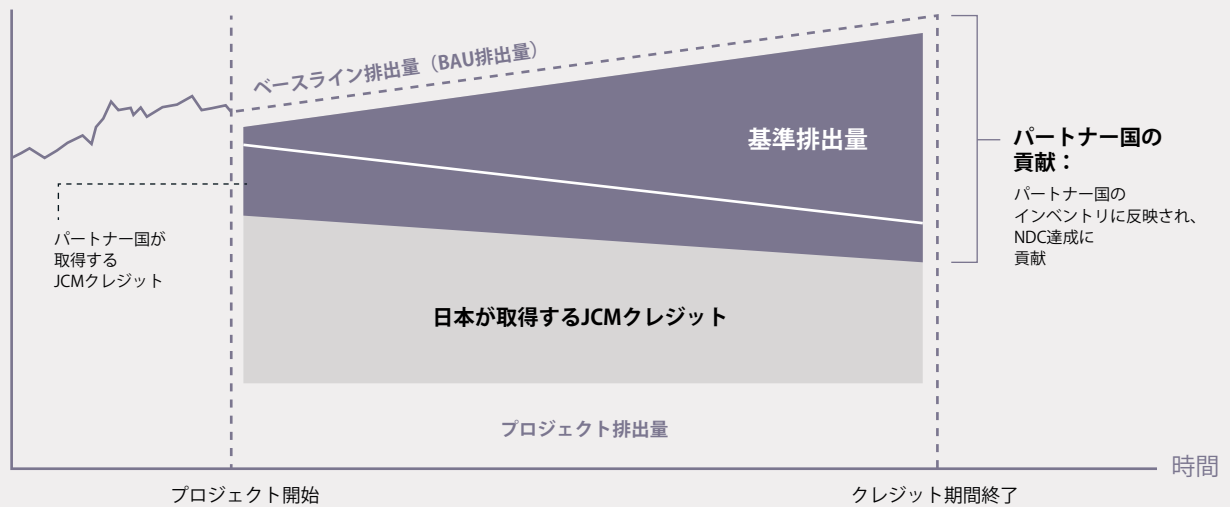 ベースライン排出量（BAU排出量）
基準排出量
パートナー国の
貢献：
パートナー国の
インベントリに反映され、
NDC達成に
貢献
パートナー国が
取得する
JCMクレジット
日本が取得するJCMクレジット
プロジェクト排出量
時間
プロジェクト開始
クレジット期間終了